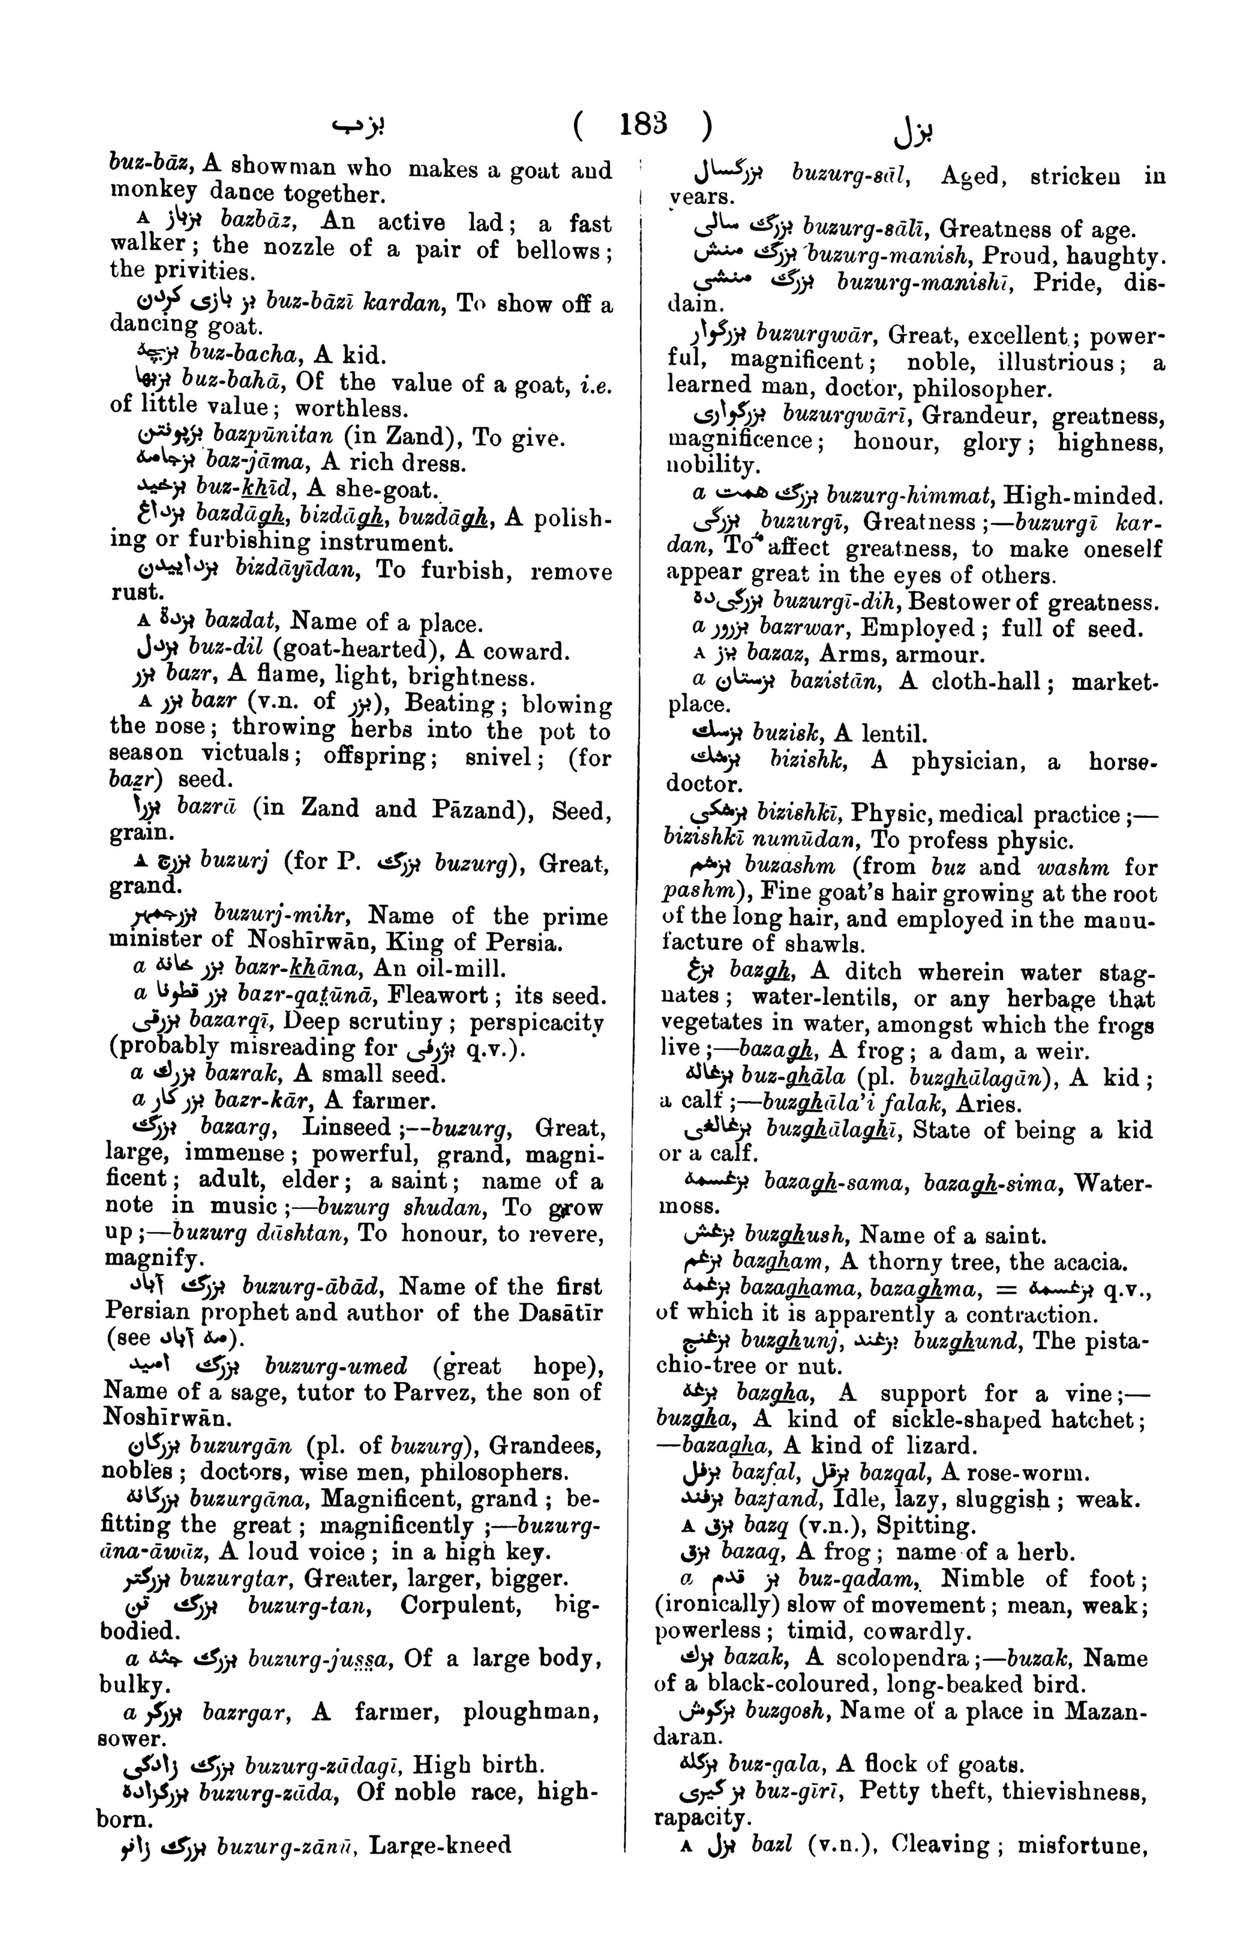 بزب ( 183 ) بزل
buz-bāz, A showman who makes a goat and
monkey dance together.
A بزباز bazbāz, An active lad; a fast
walker; the nozzle of a pair of bellows;
the privities.
بز بازی کردن buz-bāzī kardan, To show off a
dancing goat.
بزبچه buz-bacha, A kid.
بزبها buz-bahā, Of the value of a goat, i.e.
of little value; worthless.
بزپونتن bazpūnitan (in Zand), To give.
بزجامه baz-jāma, A rich dress.
بزخید buz-khīd, A she-goat.
بزداغ bazdāgh, bizdāgh, buzdāgh, A polish-
ing or furbishing instrument.
بزداییدن bizdāyīdan, To furbish, remove
rust.
A بزدة bazdat, Name of a place.
بزدل buz-dil (goat-hearted), A coward.
بزر bazr, A flame, light, brightness.
A بزر bazr (v.n. of بزر), Beating; blowing
the nose; throwing herbs into the pot to
season victuals; offspring; snivel; (for
baẕr) seed.
بزرا bazrā (in Zand and Pāzand), Seed,
grain.
A بزرج buzurj (for P. بزرگ buzurg), Great,
grand.
بزرجمهر buzurj-mihr, Name of the prime
minister of Noshīrwān, King of Persia.
a بزر خانه bazr-khāna, An oil-mill.
a بزر قطونا bazr-qaṭūnā, Fleawort; its seed.
بزرقی bazarqī, Deep scrutiny; perspicacity
(probably misreading for بژرفی q.v.).
a بزرك bazrak, A small seed.
a بزر کار bazr-kār, A farmer.
بزرگ bazarg, Linseed;—buzurg, Great,
large, immense; powerful, grand, magni-
ficent; adult, elder; a saint; name of a
note in music;—buzurg shudan, To grow
up;—buzurg dāshtan, To honour, to revere,
magnify.
بزرگ آباد buzurg-ābād, Name of the first
Persian prophet and author of the Dasātīr
(see مه آباد).
بزرگ امید buzurg-umed (great hope),
Name of a sage, tutor to Parvez, the son of
Noshīrwān.
بزرگان buzurgān (pl. of buzurg), Grandees,
nobles; doctors, wise men, philosophers.
بزرگانه buzurgāna, Magnificent, grand; be-
fitting the great; magnificently;—buzurg-
āna-āwāz, A loud voice; in a high key.
بزرگتر buzurgtar, Greater, larger, bigger.
بزرگ تن buzurg-tan, Corpulent, big-
bodied.
a بزرگ جثه buzurg-jus̤s̤a, Of a large body,
bulky.
a بزرگر bazrgar, A farmer, ploughman,
sower.
بزرگ زادگی buzurg-zādagī, High birth.
بزرگزاده buzurg-zāda, Of noble race, high-
born.
بزرگ زانو buzurg-zānū, Large-kneed
بزرگسال buzurg-sāl, Aged, stricken in
years.
بزرگ سالی buzurg-sālī, Greatness of age.
بزرگ منش buzurg-manish, Proud, haughty.
بزرگ منشی buzurg-manishī, Pride, dis-
dain.
بزرگوار buzurgwār, Great, excellent; power-
ful, magnificent; noble, illustrious; a
learned man, doctor, philosopher.
بزرگواری buzurgwārī, Grandeur, greatness,
magnificence; honour, glory; highness,
nobility.
a بزرگ همت buzurg-himmat, High-minded.
بزرگی buzurgī, Greatness;—buzurgī kar-
dan, To affect greatness, to make oneself
appear great in the eyes of others.
بزرگی‌ده buzurgī-dih, Bestower of greatness.
a بزرور bazrwar, Employed; full of seed.
A بزز bazaz, Arms, armour.
a بزستان bazistān, A cloth-hall; market-
place.
بزسك buzisk, A lentil.
بزشك bizishk, A physician, a horse-
doctor.
بزشکی bizishkī, Physic, medical practice;—
bizishkī numūdan, To profess physic.
بزشم buzashm (from buz and washm for
pashm), Fine goat's hair growing at the root
of the long hair, and employed in the manu-
facture of shawls.
بزغ bazgh, A ditch wherein water stag-
nates; water-lentils, or any herbage that
vegetates in water, amongst which the frogs
live;—bazagh, A frog; a dam, a weir.
بزغاله buz-ghāla (pl. buzghālagān), A kid;
a calf;—buzghāla'i falak, Aries.
بزغالغی buzghālaghī, State of being a kid
or a calf.
بزغسمه bazagh-sama, bazagh-sima, Water-
moss.
بزغش buzghush, Name of a saint.
بزغم bazgham, A thorny tree, the acacia.
بزغمه bazaghama, bazaghma, = بزغسمه q.v.,
of which it is apparently a contraction.
بزغنج buzghunj, بزغند buzghund, The pista-
chio-tree or nut.
بزغه bazgha, A support for a vine;—
buzgha, A kind of sickle-shaped hatchet;
—bazagha, A kind of lizard.
بزفل bazfal, بزقل bazqal, A rose-worm.
بزفند bazfand, Idle, lazy, sluggish; weak.
A بزق bazq (v.n.), Spitting.
بزق bazaq, A frog; name of a herb.
a بز قدم buz-qadam, Nimble of foot;
(ironically) slow of movement; mean, weak;
powerless; timid, cowardly.
بزك bazak, A scolopendra;—buzak, Name
of a black-coloured, long-beaked bird.
بزگوش buzgosh, Name of a place in Mazan-
daran.
بزگله buz-gala, A flock of goats.
بز گیری buz-gīrī, Petty theft, thievishness,
rapacity.
A بزل bazl (v.n.), Cleaving; misfortune,